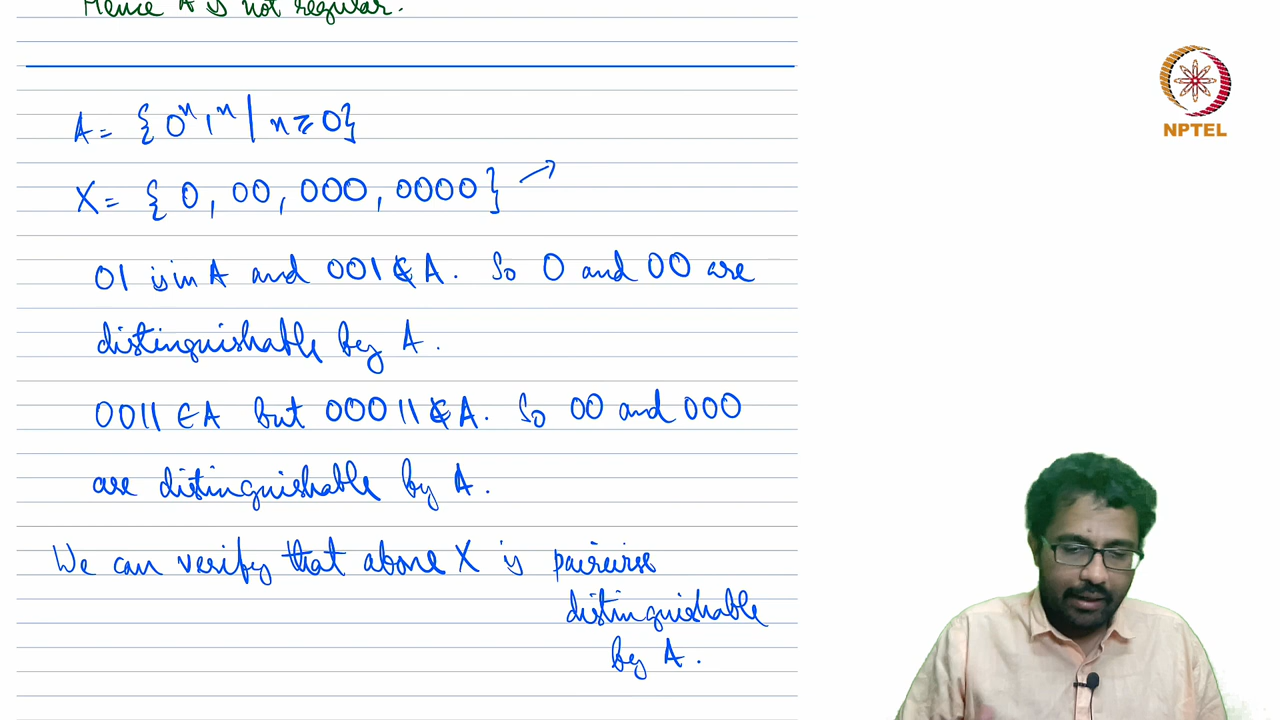 Hence A is not regular.
A = { 0ⁿ1ⁿ | n ≥ 0}
X = { 0, 00, 000, 0000} →
01 is in A and 001 ∉ A. So 0 and 00 are
distinguishable by A.
0011 ∈ A but 00011 ∉ A. So 00 and 000
are distinguishable by A.
We can verify that above X is pairwise
distinguishable
by A.
NPTEL